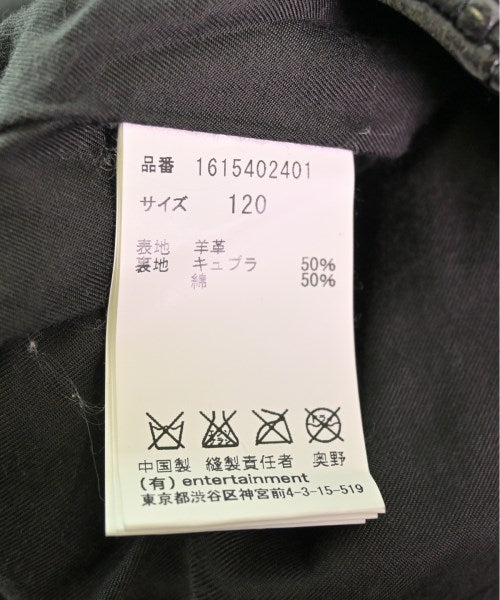 品番 1615402401
サイズ 120
表地 羊革
裏地 キュプラ 50%
綿 50%
中国製 縫製責任者 奥野
(有) entertainment
東京都渋谷区神宮前4-3-15-519